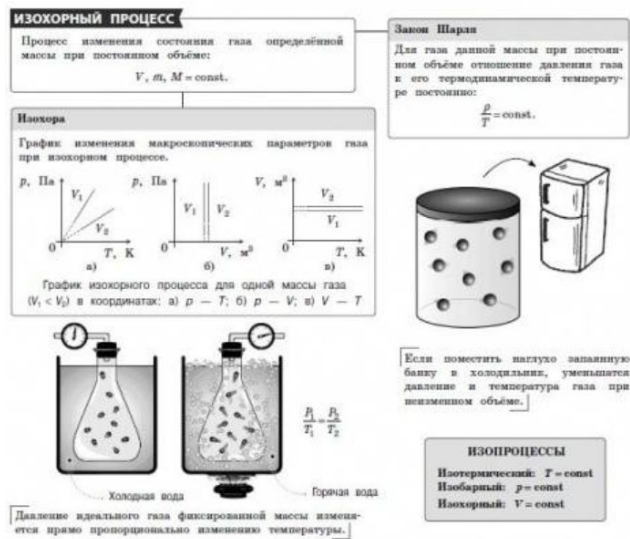 ИЗОХОРНЫЙ ПРОЦЕСС
Процесс изменения состояния газа определённой
массы при постоянном объёме:
V, m, M = const.
Закон Шарля
Для газа данной массы при постоян-
ном объёме отношение давления газа
к его термодинамической температу-
ре постоянно:
p/T = const.
Изохора
График изменения макроскопических параметров газа
при изохорном процессе.
p, Па
V₁
V₂
0
T, К
а)
p, Па
V₁
V₂
0
V, м³
б)
V, м³
V₂
V₁
0
T, К
в)
График изохорного процесса для одной массы газа
(V₁ < V₂) в координатах: а) p — T; б) p — V; в) V — T
P₁/T₁ = P₂/T₂
Холодная вода
Горячая вода
Давление идеального газа фиксированной массы изменя-
ется прямо пропорционально изменению температуры.
Если поместить наглухо запаянную
банку в холодильник, уменьшатся
давление и температура газа при
неизменном объёме.
ИЗОПРОЦЕССЫ
Изотермический: T = const
Изобарный: p = const
Изохорный: V = const